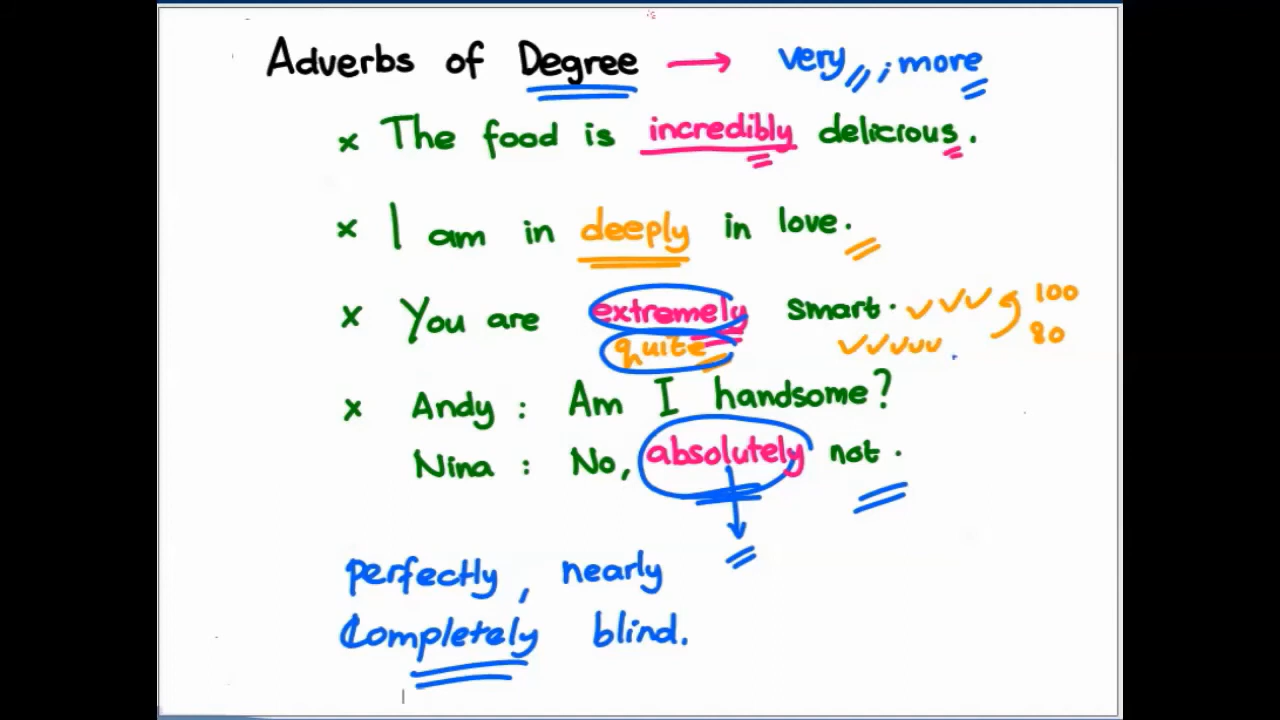 Adverbs of Degree → very, more
x The food is incredibly delicious.
x I am in deeply in love.
x You are extremely smart. 100
quite 80
x Andy : Am I handsome?
Nina : No, absolutely not.
perfectly, nearly
Completely blind.